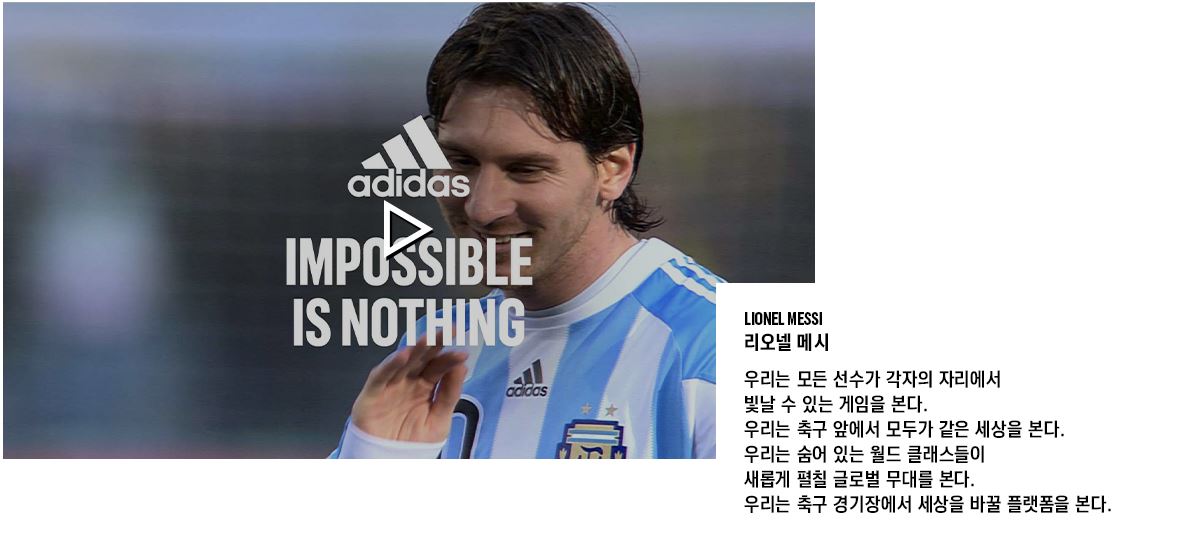 adidas
IMPOSSIBLE
IS NOTHING
adidas
LIONEL MESSI
리오넬 메시
우리는 모든 선수가 각자의 자리에서
빛날 수 있는 게임을 본다.
우리는 축구 앞에서 모두가 같은 세상을 본다.
우리는 숨어 있는 월드 클래스들이
새롭게 펼칠 글로벌 무대를 본다.
우리는 축구 경기장에서 세상을 바꿀 플랫폼을 본다.